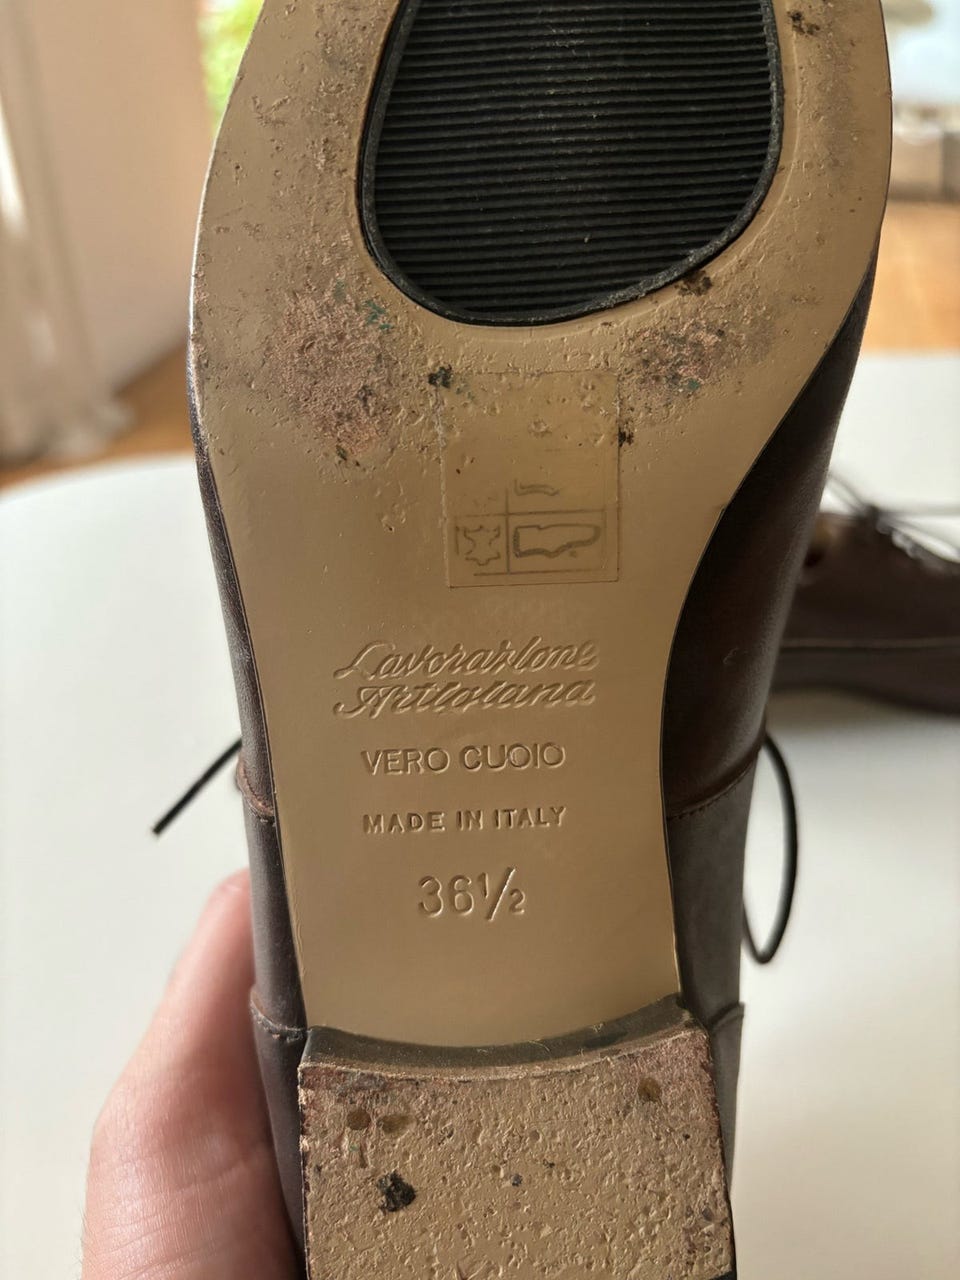 Lavorazione
Artigiana
VERO CUOIO
MADE IN ITALY
36½